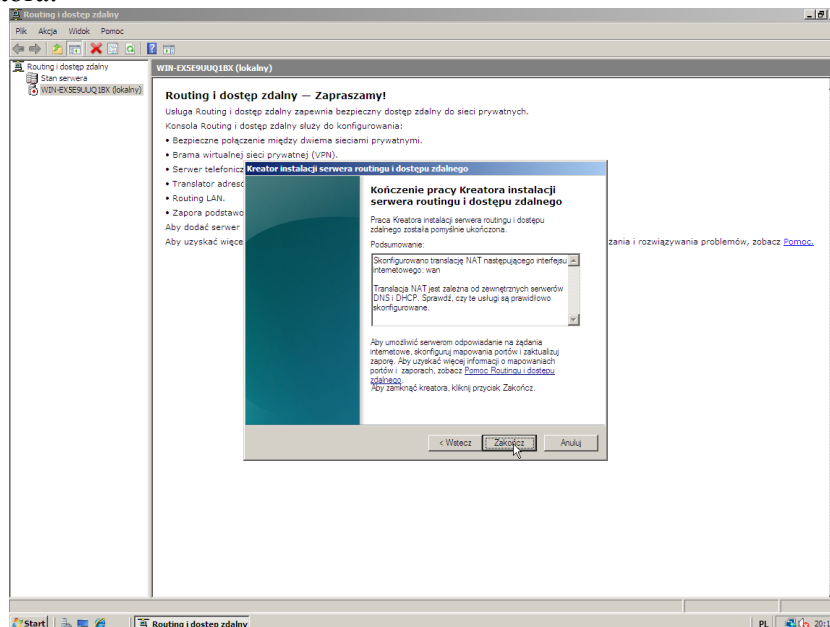 Routing i dostęp zdalny
Plik Akcja Widok Pomoc
Routing i dostęp zdalny
Stan serwera
WIN-EX5E9UUQ1BX (lokalny)
WIN-EX5E9UUQ1BX (lokalny)
Routing i dostęp zdalny — Zapraszamy!
Usługa Routing i dostęp zdalny zapewnia bezpieczny dostęp zdalny do sieci prywatnych.
Konsola Routing i dostęp zdalny służy do konfigurowania:
• Bezpieczne połączenie między dwiema sieciami prywatnymi.
• Brama wirtualnej sieci prywatnej (VPN).
• Serwer telefonicz
• Translator adresó
• Routing LAN.
• Zapora podstawo
Aby dodać serwer
Aby uzyskać więce
zania i rozwiązywania problemów, zobacz Pomoc.
Kreator instalacji serwera routingu i dostępu zdalnego
Kończenie pracy Kreatora instalacji
serwera routingu i dostępu zdalnego
Praca Kreatora instalacji serwera routingu i dostępu
zdalnego została pomyślnie ukończona.
Podsumowanie:
Skonfigurowano translację NAT następującego interfejsu
internetowego: wan
Translacja NAT jest zależna od zewnętrznych serwerów
DNS i DHCP. Sprawdź, czy te usługi są prawidłowo
skonfigurowane.
Aby umożliwić serwerom odpowiadanie na żądania
internetowe, skonfiguruj mapowania portów i zaktualizuj
zaporę. Aby uzyskać więcej informacji o mapowaniach
portów i zaporach, zobacz Pomoc Routingu i dostępu
zdalnego.
Aby zamknąć kreatora, kliknij przycisk Zakończ.
< Wstecz Zakończ Anuluj
Start Routing i dostęp zdalny PL 20:1